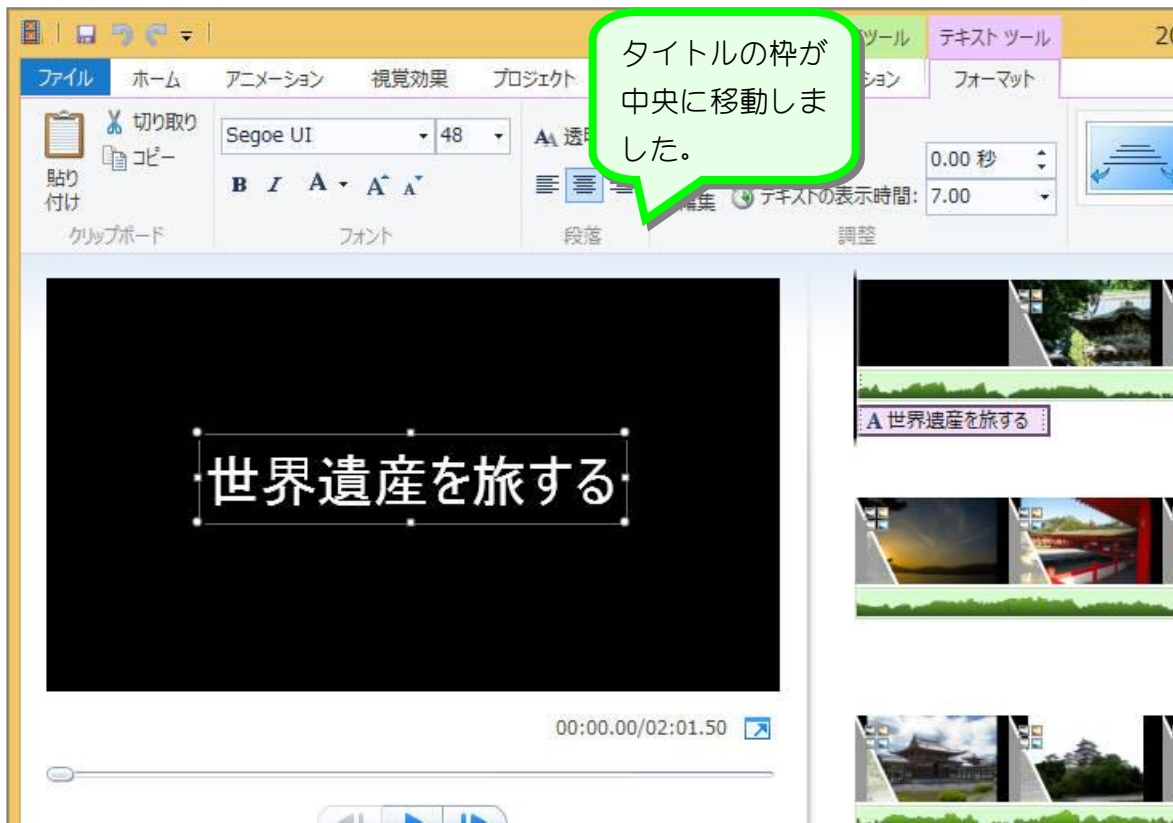 ツール テキスト ツール 20
ファイル ホーム アニメーション 視覚効果 プロジェクト ション フォーマット
タイトルの枠が
中央に移動しま
した。
切り取り
コピー
貼り
付け
Segoe UI 48
B I A A A
A 透明
編集
0.00 秒
テキストの表示時間: 7.00
クリップボード フォント 段落 調整
世界遺産を旅する
A 世界遺産を旅する
00:00.00/02:01.50